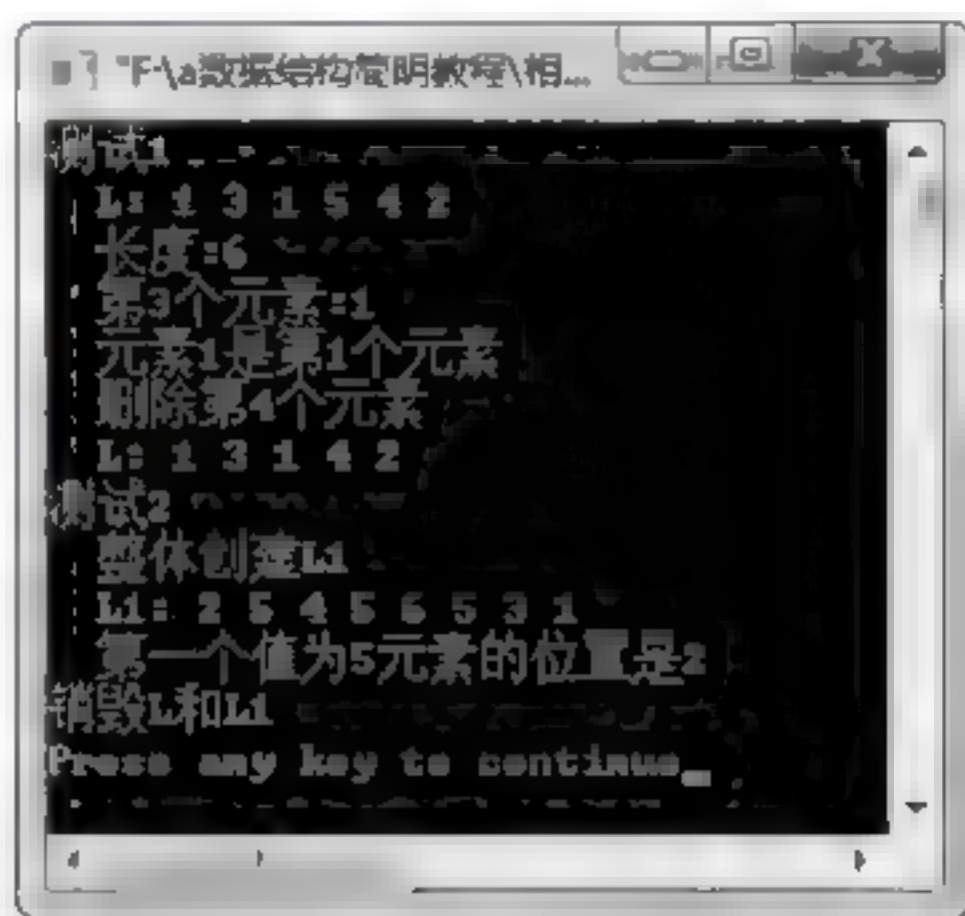 "F:\a数据结构简明教程\相...
测试1
L: 1 3 1 5 4 2
长度:6
第3个元素:1
元素1是第1个元素
删除第4个元素
L: 1 3 1 4 2
测试2
整体创建L1
L1: 2 5 4 5 6 5 3 1
第一个值为5元素的位置是2
销毁L和L1
Press any key to continue_